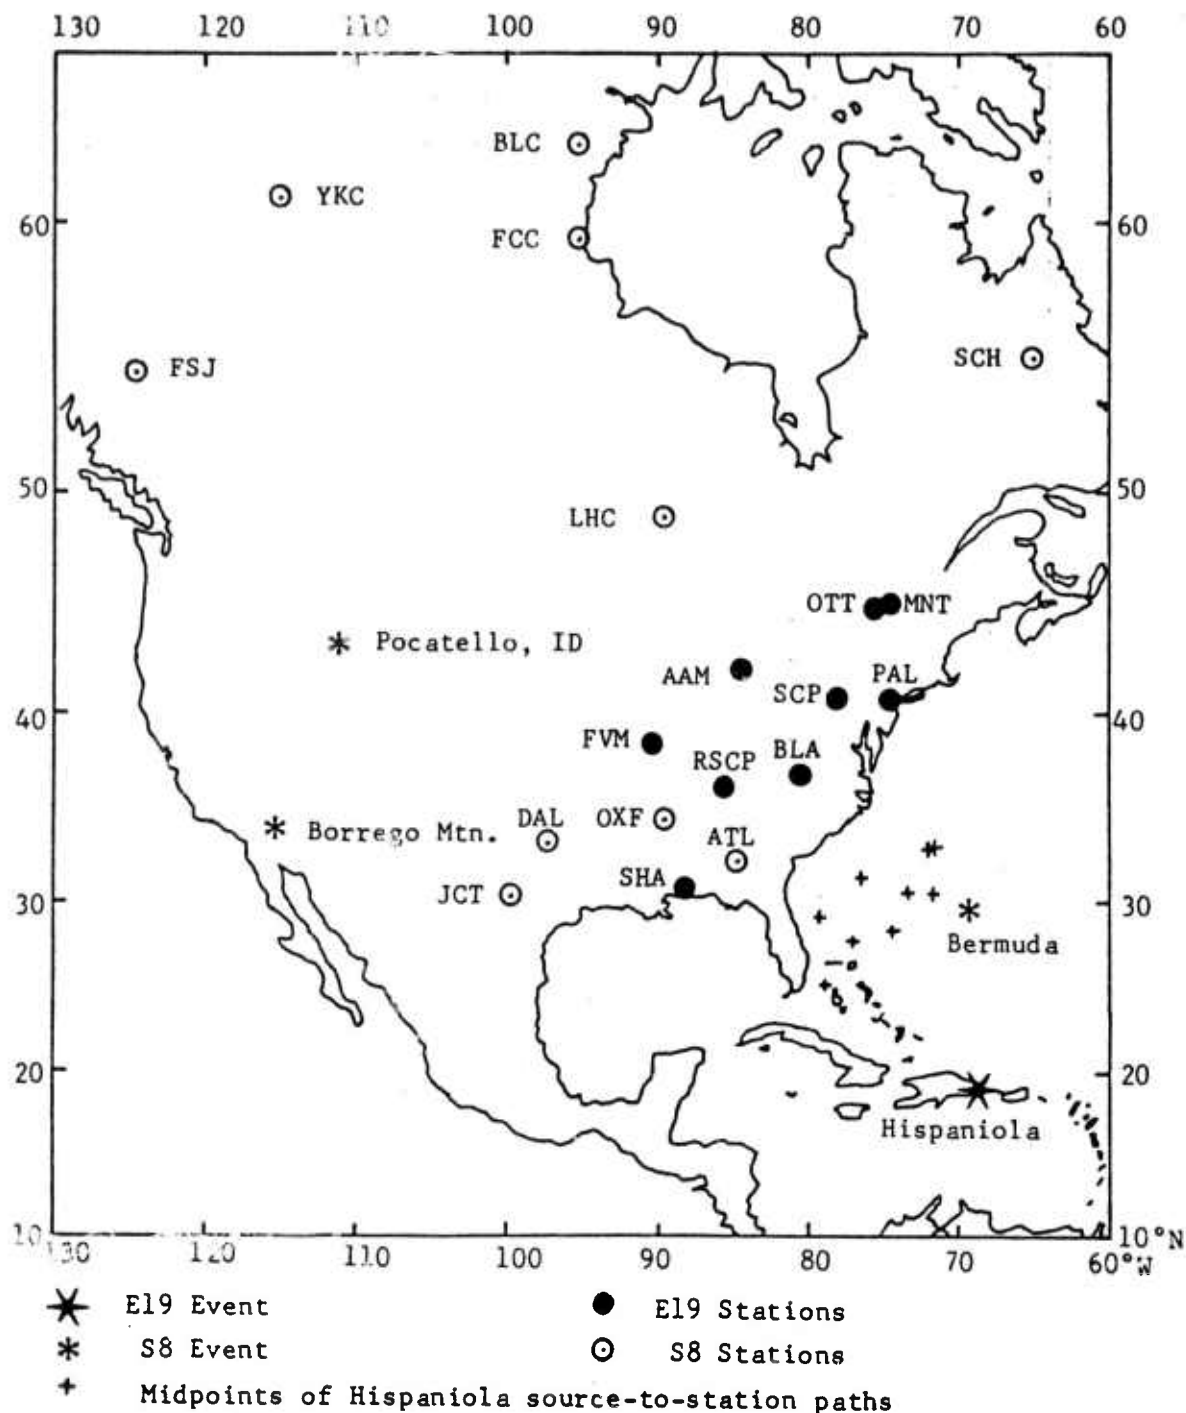 130 120 110 100 90 80 70 60
BLC
YKC
FCC
60 60
FSJ
SCH
50 50
LHC
OTT MNT
Pocatello, ID
AAM
PAL
SCP
40 40
FVM
BLA
RSCP
DAL OXF
Borrego Mtn.
ATL
SHA
JCT
30 30
Bermuda
20 20
Hispaniola
10 10°N
130 120 110 100 90 80 70 60°W
E19 Event E19 Stations
S8 Event S8 Stations
Midpoints of Hispaniola source-to-station paths